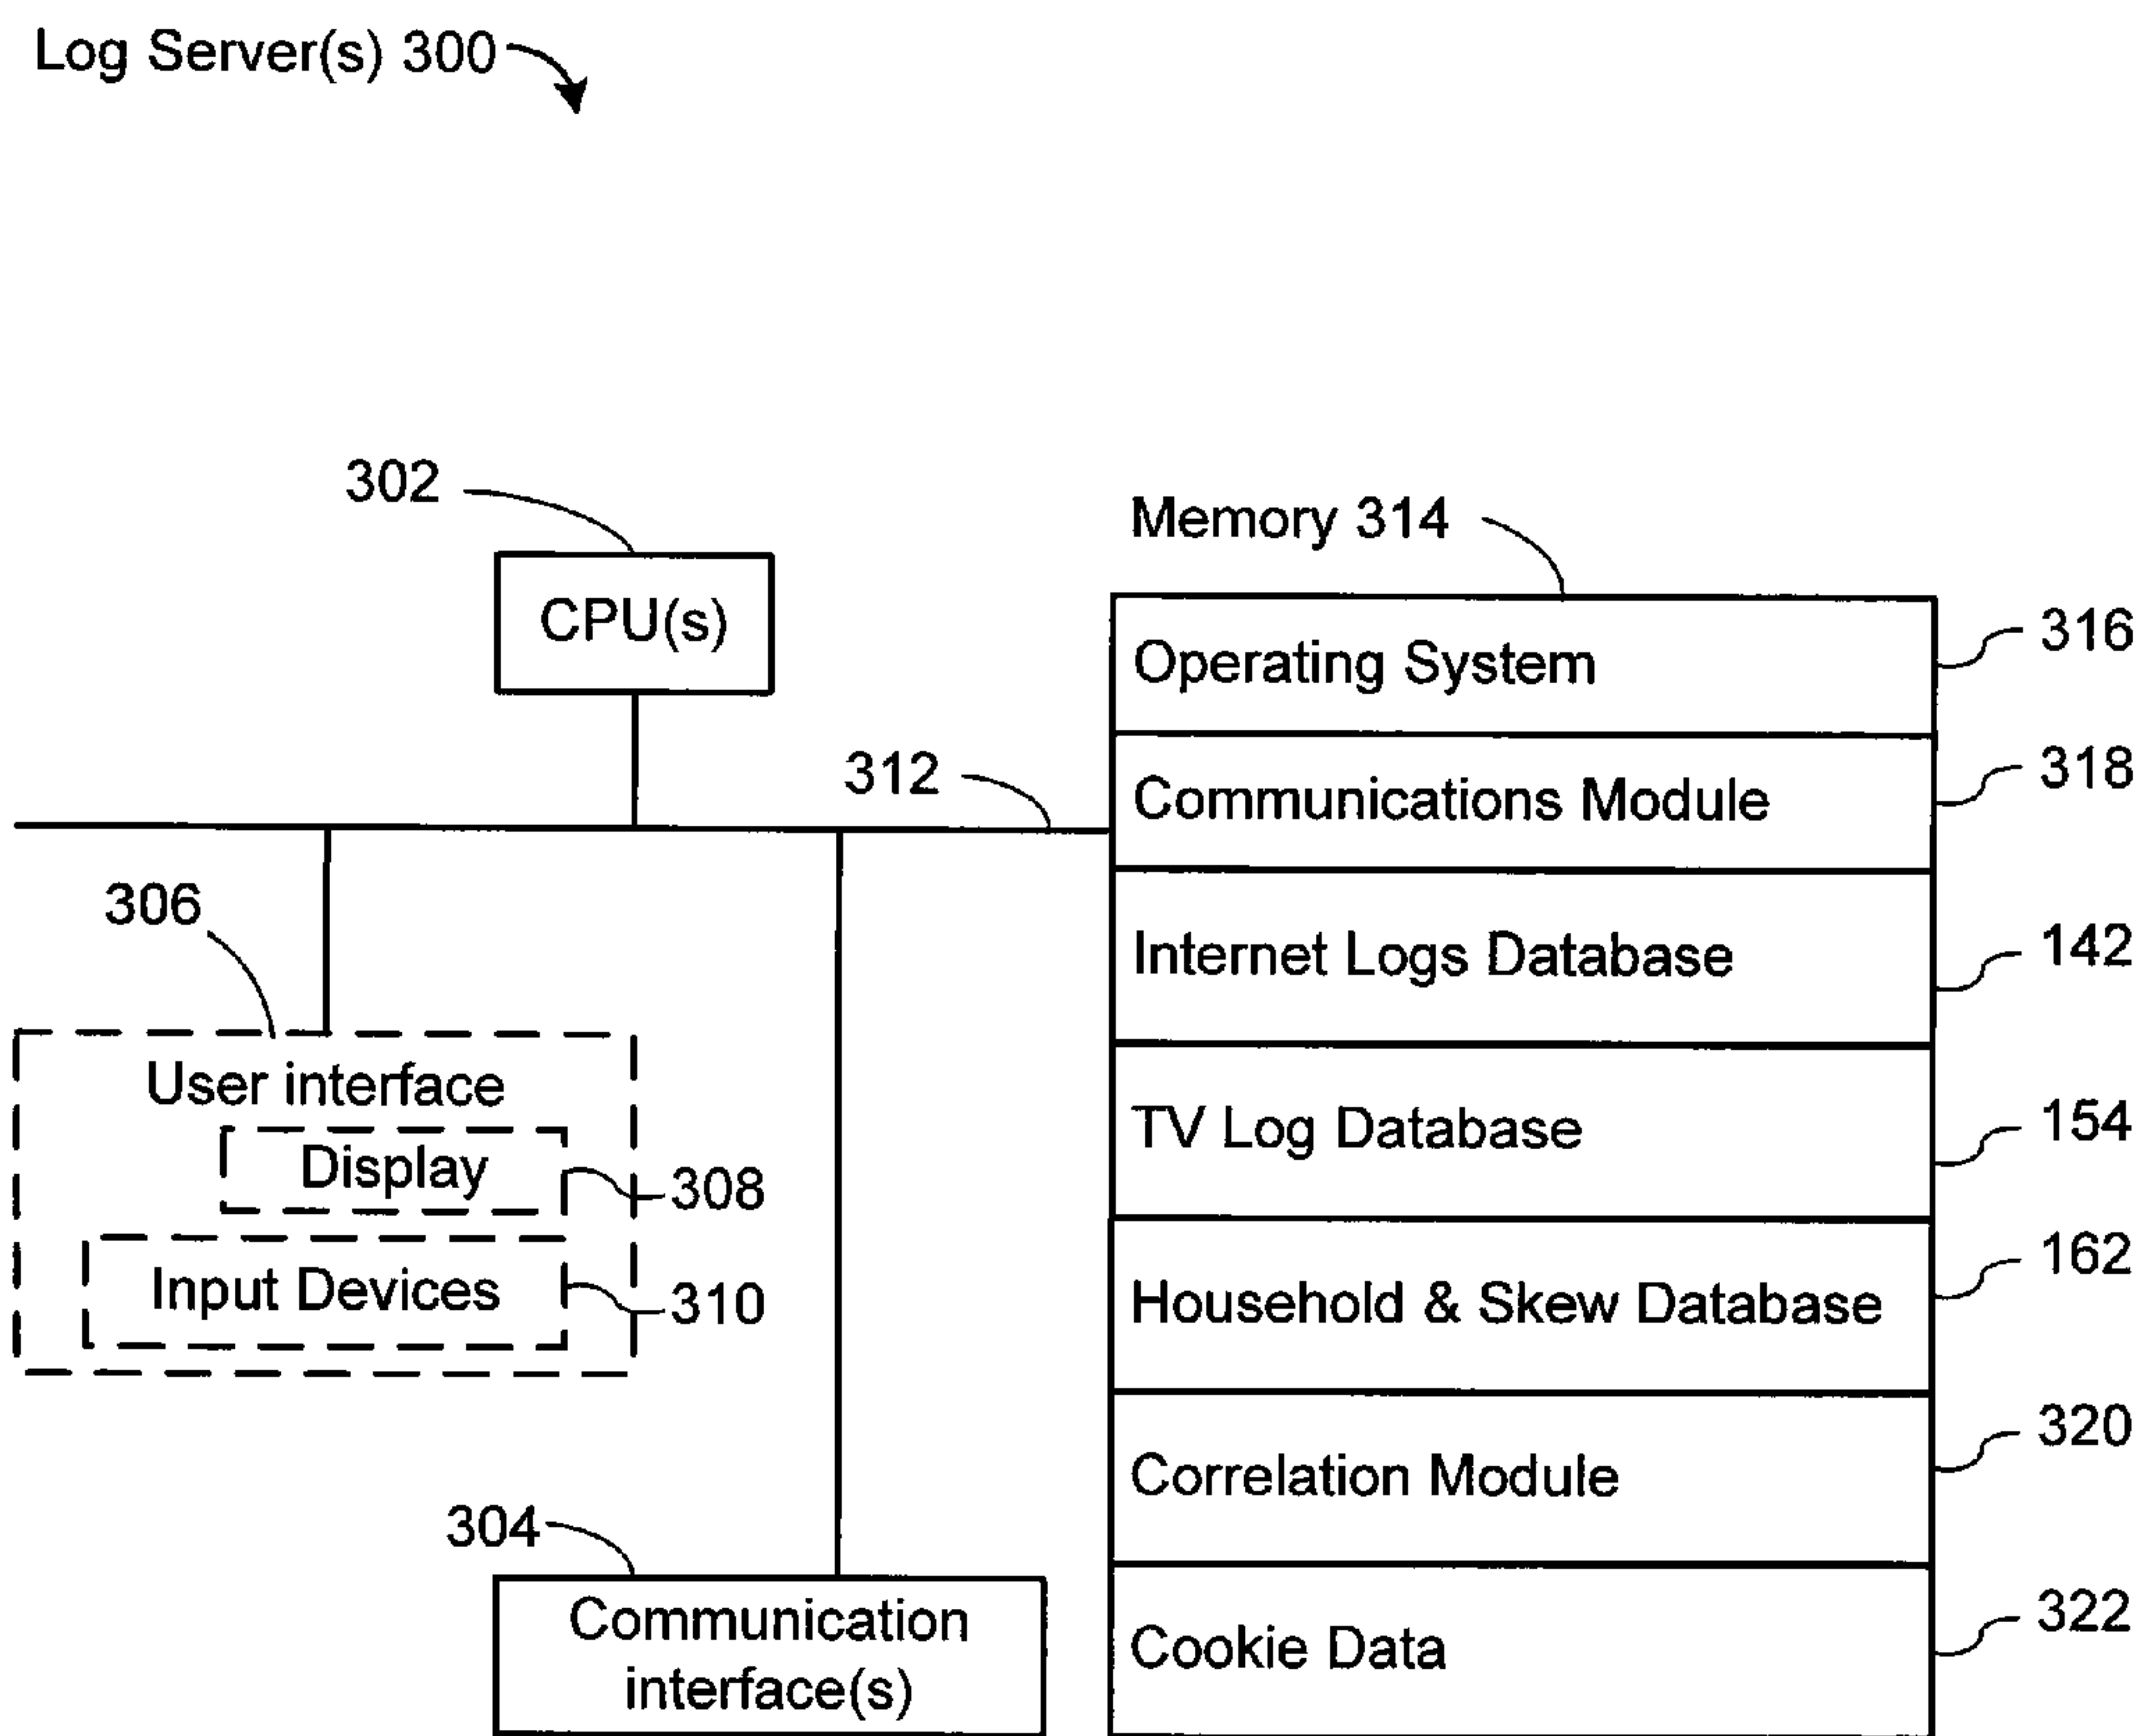 Log Server(s) 300
302
CPU(s)
312
306
User interface
Display
308
Input Devices
310
304
Communication
interface(s)
Memory 314
Operating System
316
Communications Module
318
Internet Logs Database
142
TV Log Database
154
Household & Skew Database
162
Correlation Module
320
Cookie Data
322